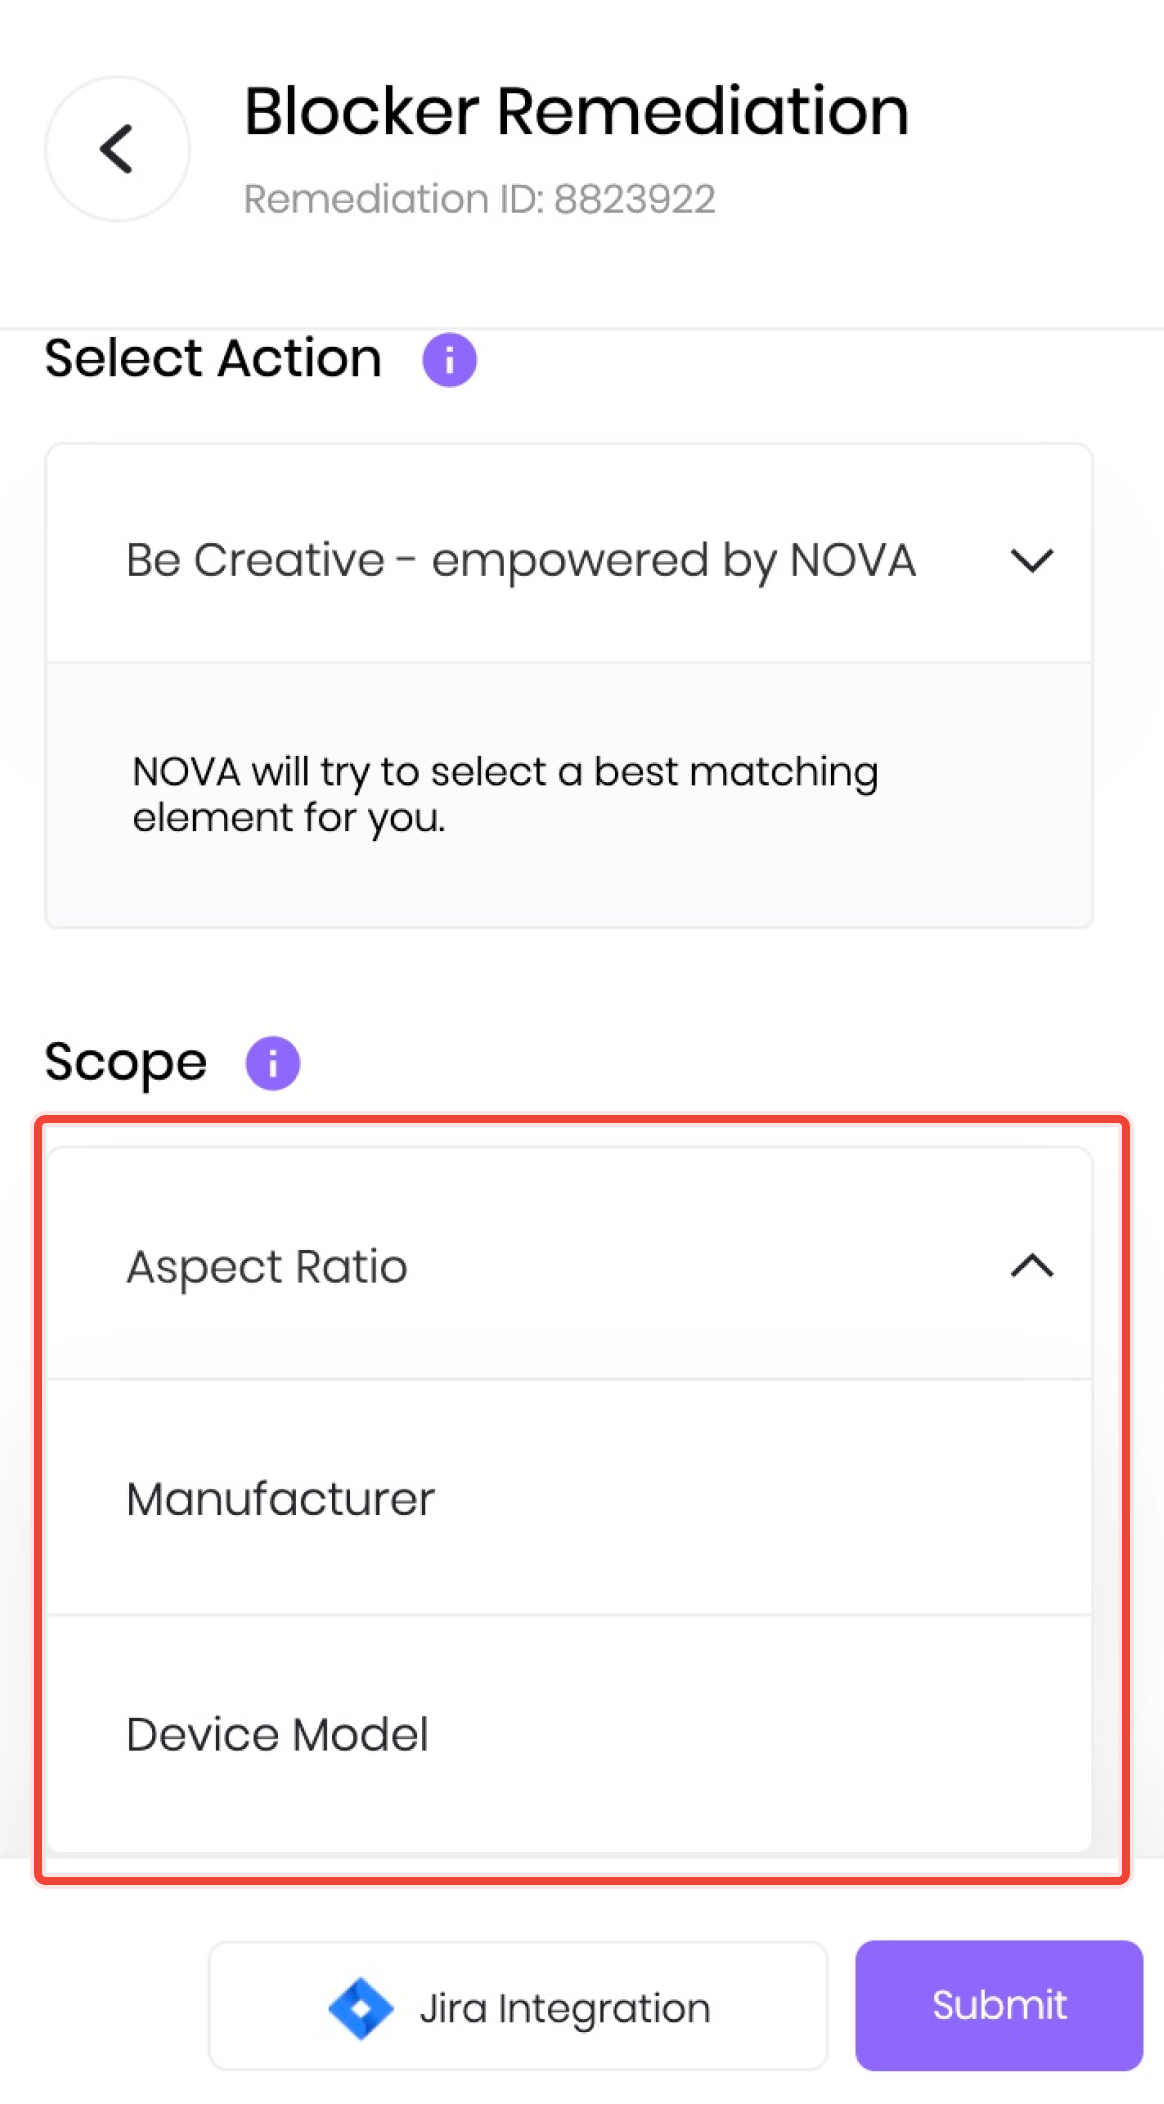 Blocker Remediation
Remediation ID: 8823922
Select Action
Be Creative - empowered by NOVA
NOVA will try to select a best matching
element for you.
Scope
Aspect Ratio
Manufacturer
Device Model
Jira Integration
Submit